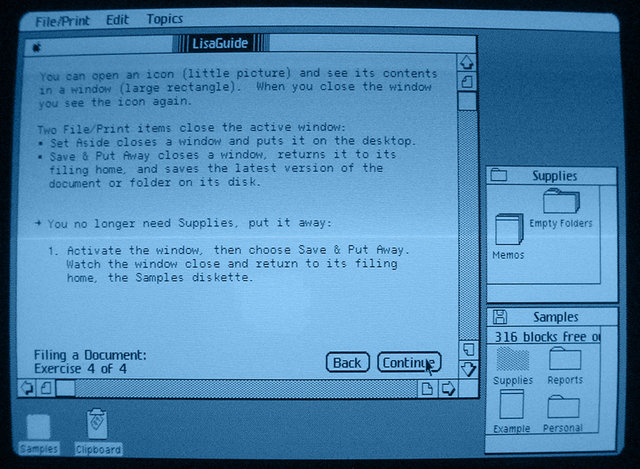 File/Print Edit Topics
LisaGuide
You can open an icon (little picture) and see its contents
in a window (large rectangle). When you close the window
you see the icon again.
Two File/Print items close the active window:
• Set Aside closes a window and puts it on the desktop.
• Save & Put Away closes a window, returns it to its
filing home, and saves the latest version of the
document or folder on its disk.
→ You no longer need Supplies, put it away:
1. Activate the window, then choose Save & Put Away.
Watch the window close and return to its filing
home, the Samples diskette.
Filing a Document:
Exercise 4 of 4
Back Continue
Supplies
Empty Folders
Memos
Samples
316 blocks free o
Supplies Reports
Example Personal
Samples Clipboard